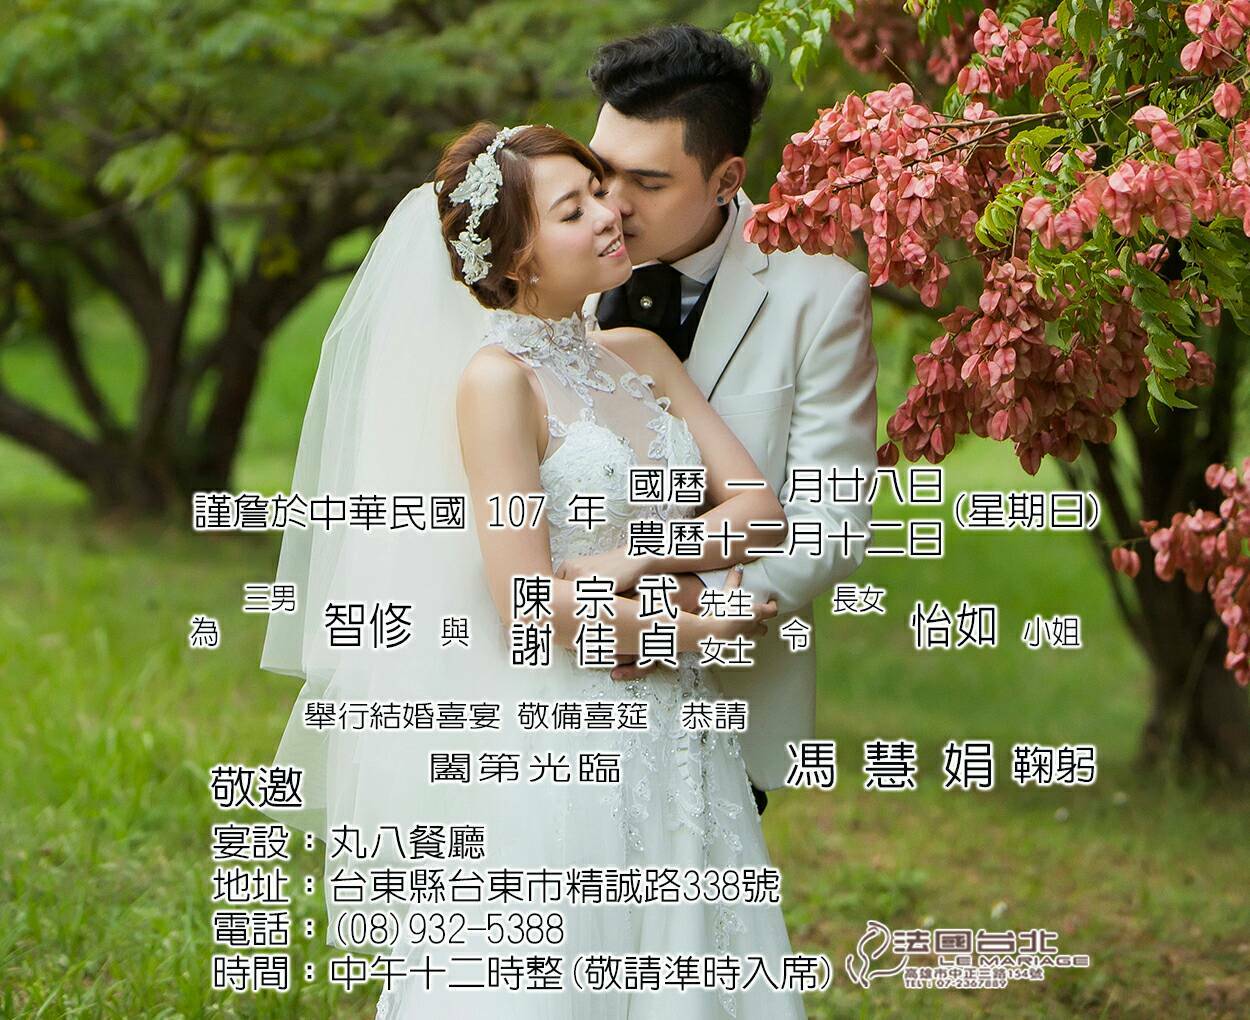 謹詹於中華民國 107 年 國曆 一 月廿八日 農曆十二月十二日 (星期日)
為 三男 智修 與 陳宗武 先生 謝佳貞 女士 令 長女 怡如 小姐
舉行結婚喜宴 敬備喜筵 恭請
闔第光臨
馮慧娟 鞠躬
敬邀
宴設：丸八餐廳
地址：台東縣台東市精誠路338號
電話：(08)932-5388
時間：中午十二時整(敬請準時入席)
法國台北
LE MARIAGE
高雄市中正三路134號
TEL：07-2367889